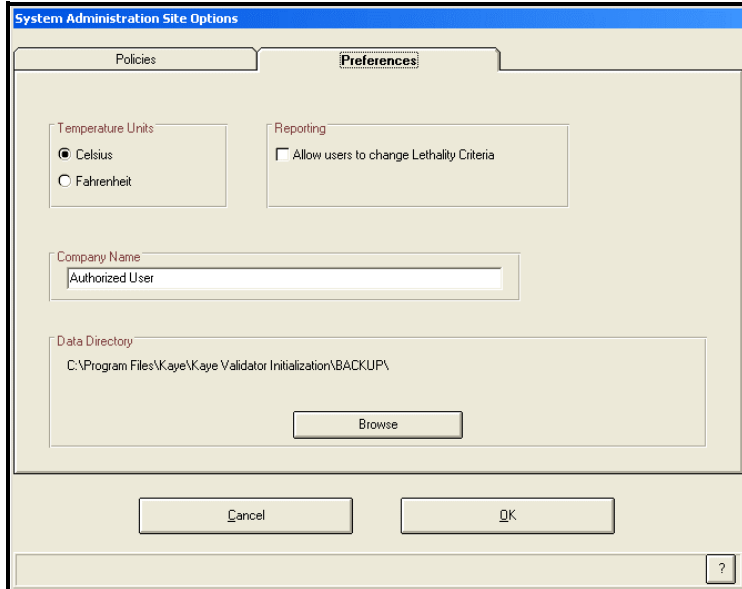 System Administration Site Options
Policies
Preferences
Temperature Units
Celsius
Fahrenheit
Reporting
Allow users to change Lethality Criteria
Company Name
Authorized User
Data Directory
C:\Program Files\Kaye\Kaye Validator Initialization\BACKUP\
Browse
Cancel
OK
?